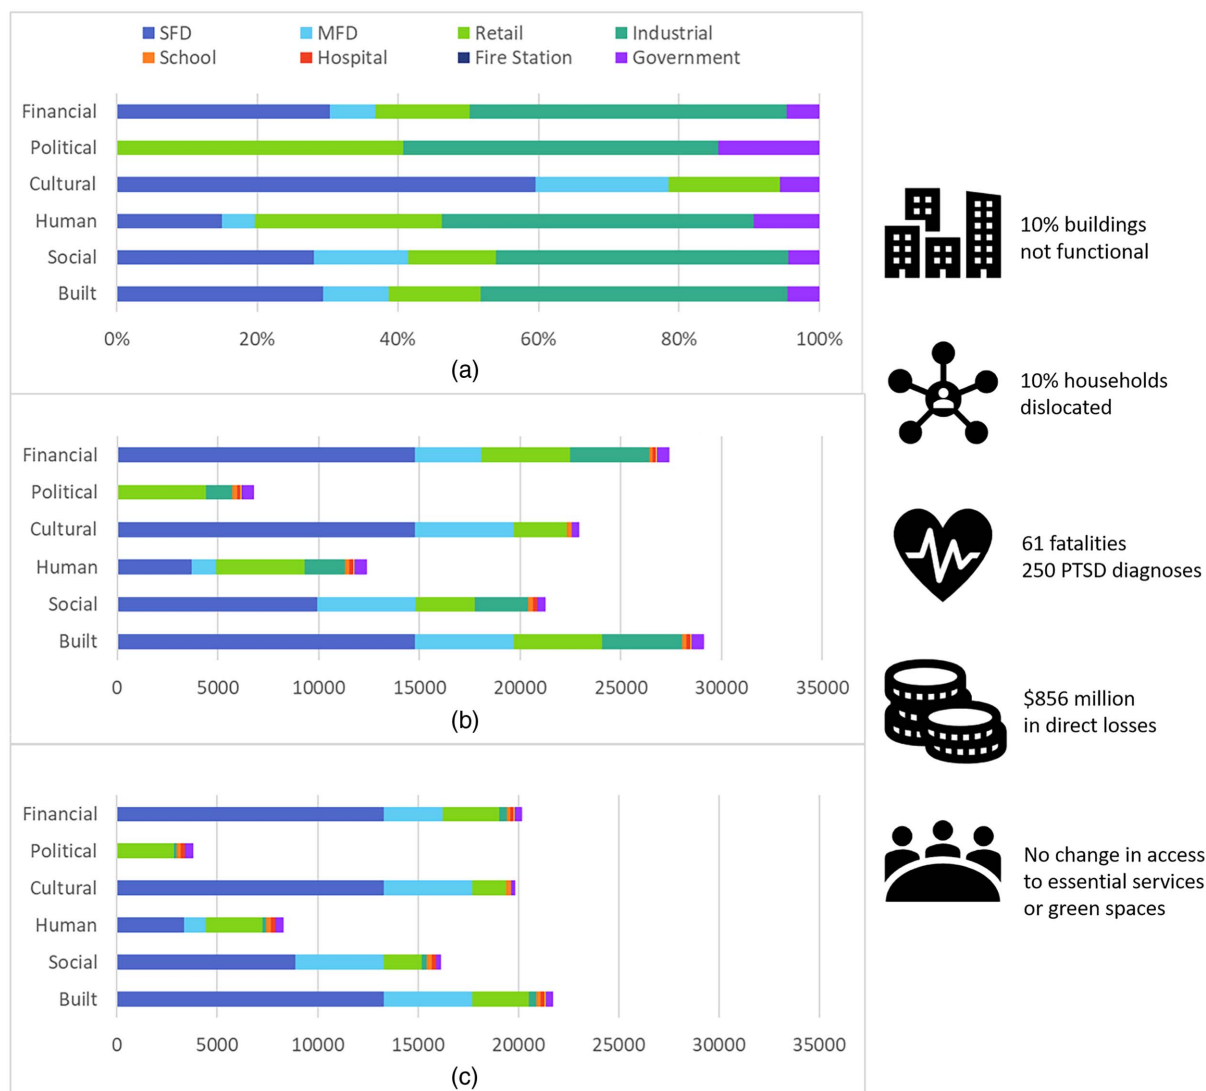 SFD MFD Retail Industrial
School Hospital Fire Station Government
Financial
Political
Cultural
Human
Social
Built
0% 20% 40% 60% 80% 100%
(a)
Financial
Political
Cultural
Human
Social
Built
0 5000 10000 15000 20000 25000 30000 35000
(b)
Financial
Political
Cultural
Human
Social
Built
0 5000 10000 15000 20000 25000 30000 35000
(c)
10% buildings
not functional
10% households
dislocated
61 fatalities
250 PTSD diagnoses
$856 million
in direct losses
No change in access
to essential services
or green spaces